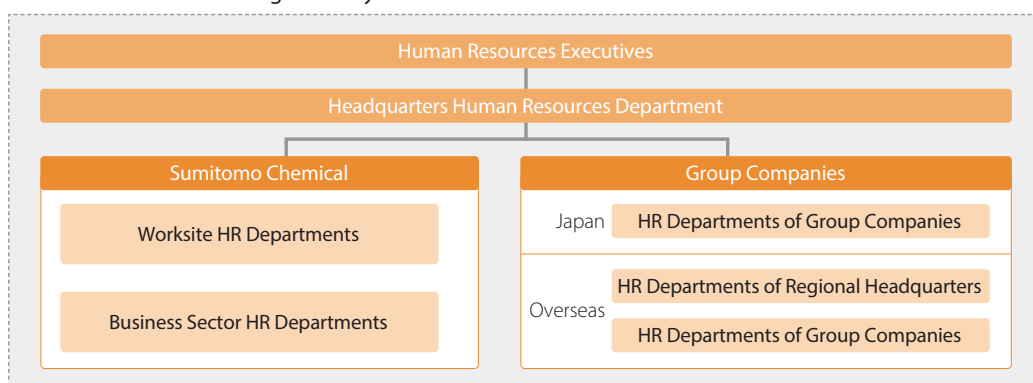 Human Resources Executives
Headquarters Human Resources Department
Sumitomo Chemical
Worksite HR Departments
Business Sector HR Departments
Group Companies
Japan
HR Departments of Group Companies
Overseas
HR Departments of Regional Headquarters
HR Departments of Group Companies